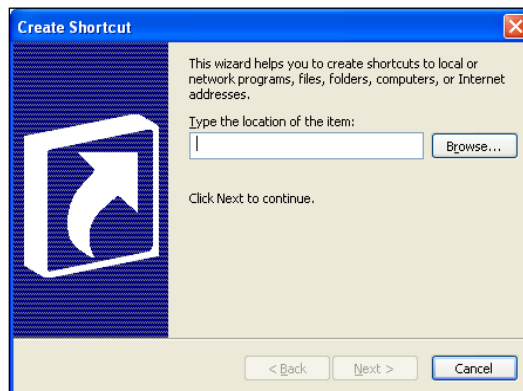 Create Shortcut
This wizard helps you to create shortcuts to local or
network programs, files, folders, computers, or Internet
addresses.
Type the location of the item:
Browse...
Click Next to continue.
< Back
Next >
Cancel